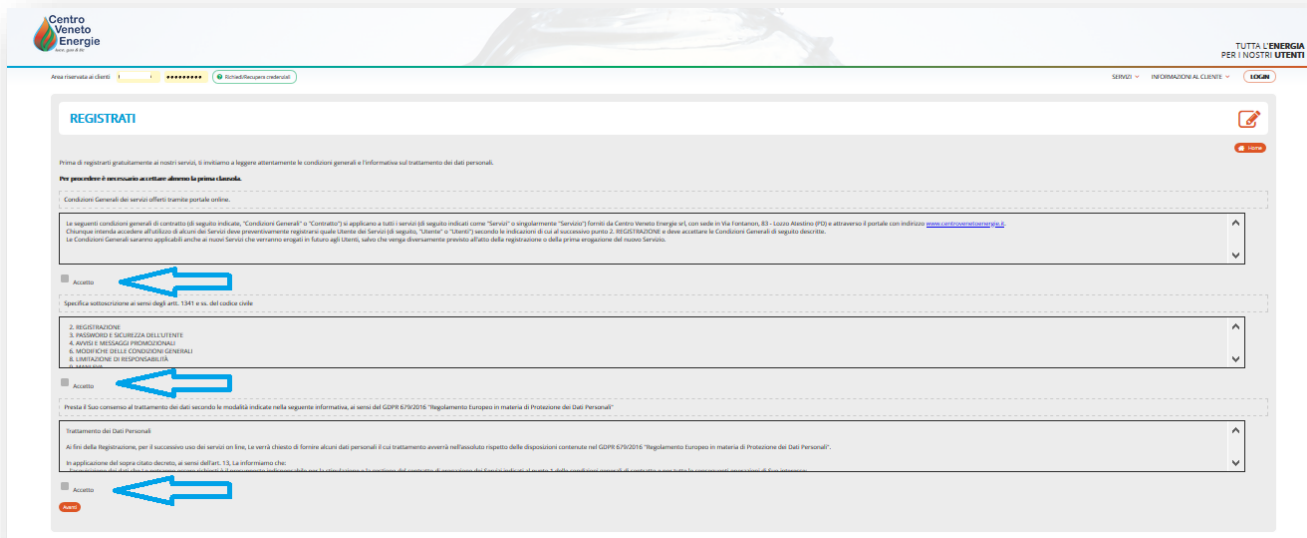 Centro
Veneto
Energie
TUTTA L'ENERGIA
PER I NOSTRI UTENTI
Area riservata ai clienti
Richiedi/Recupera credenziali
SERVIZI
INFORMAZIONI AL CLIENTE
LOGIN
REGISTRATI
Home
Prima di registrarti gratuitamente ai nostri servizi, ti invitiamo a leggere attentamente le condizioni generali e l'informativa sul trattamento dei dati personali.
Per procedere è necessario accettare almeno la prima clausola.
Condizioni Generali dei servizi offerti tramite portale online.
Le seguenti condizioni generali di contratto (di seguito indicate, "Condizioni Generali" o "Contratto") si applicano a tutti i servizi (di seguito indicati come "Servizi" o singolarmente "Servizio") forniti da Centro Veneto Energie srl, con sede in Via Fontanon, 83 - Lozzo Atestino (PD) e attraverso il portale con indirizzo www.centrovenetoenergie.it.
Chiunque intenda accedere all'utilizzo di alcuni dei Servizi deve preventivamente registrarsi quale Utente dei Servizi (di seguito, "Utente" o "Utenti") secondo le indicazioni di cui al successivo punto 2. REGISTRAZIONE e deve accettare le Condizioni Generali di seguito descritte.
Le Condizioni Generali saranno applicabili anche ai nuovi Servizi che verranno erogati in futuro agli Utenti, salvo che venga diversamente previsto all'atto della registrazione o della prima erogazione del nuovo Servizio.
Accetto
Specifica sottoscrizione ai sensi degli artt. 1341 e ss. del codice civile
2. REGISTRAZIONE
3. PASSWORD E SICUREZZA DELL'UTENTE
4. AVVISI E MESSAGGI PROMOZIONALI
6. MODIFICHE DELLE CONDIZIONI GENERALI
8. LIMITAZIONE DI RESPONSABILITÀ
Accetto
Presta il Suo consenso al trattamento dei dati secondo le modalità indicate nella seguente informativa, ai sensi del GDPR 679/2016 "Regolamento Europeo in materia di Protezione dei Dati Personali"
Trattamento dei Dati Personali
Ai fini della Registrazione, per il successivo uso dei servizi on line, Le verrà chiesto di fornire alcuni dati personali il cui trattamento avverrà nell'assoluto rispetto delle disposizioni contenute nel GDPR 679/2016 "Regolamento Europeo in materia di Protezione dei Dati Personali".
In applicazione del sopra citato decreto, ai sensi dell'art. 13, La informiamo che:
Accetto
Avanti